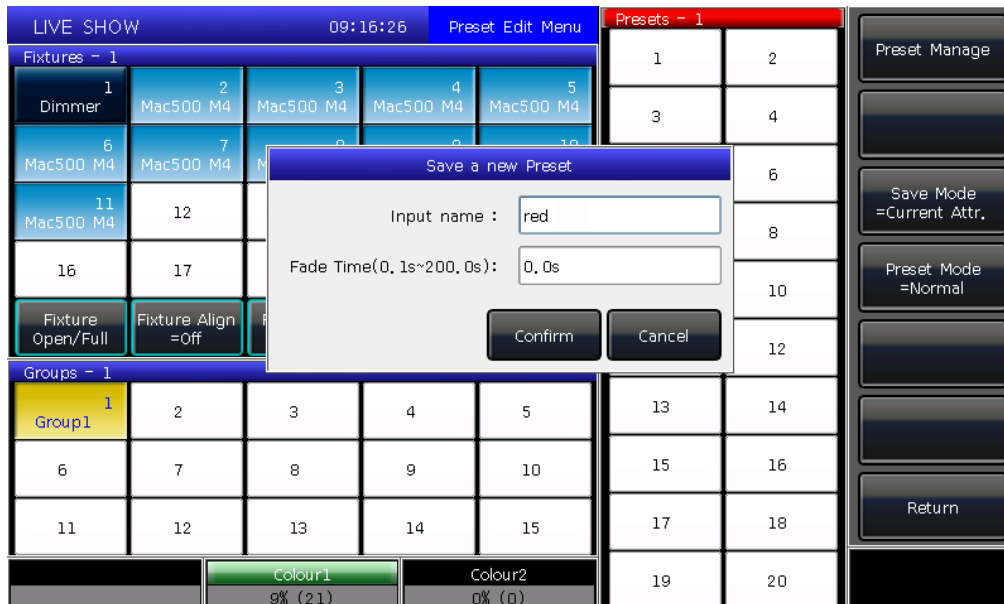 LIVE SHOW 09:16:26 Preset Edit Menu
Fixtures - 1
1
Dimmer
2
Mac500 M4
3
Mac500 M4
4
Mac500 M4
5
Mac500 M4
6
Mac500 M4
7
Mac500 M4
11
Mac500 M4
12
16
17
Fixture
Open/Full
Fixture Align
=Off
Save a new Preset
Input name :
red
Fade Time(0.1s~200.0s):
0.0s
Confirm
Cancel
Groups - 1
1
Group1
2
3
4
5
6
7
8
9
10
11
12
13
14
15
Colour1
9% (21)
Colour2
0% (0)
Presets - 1
1
2
3
4
6
8
10
12
13
14
15
16
17
18
19
20
Preset Manage
Save Mode
=Current Attr.
Preset Mode
=Normal
Return